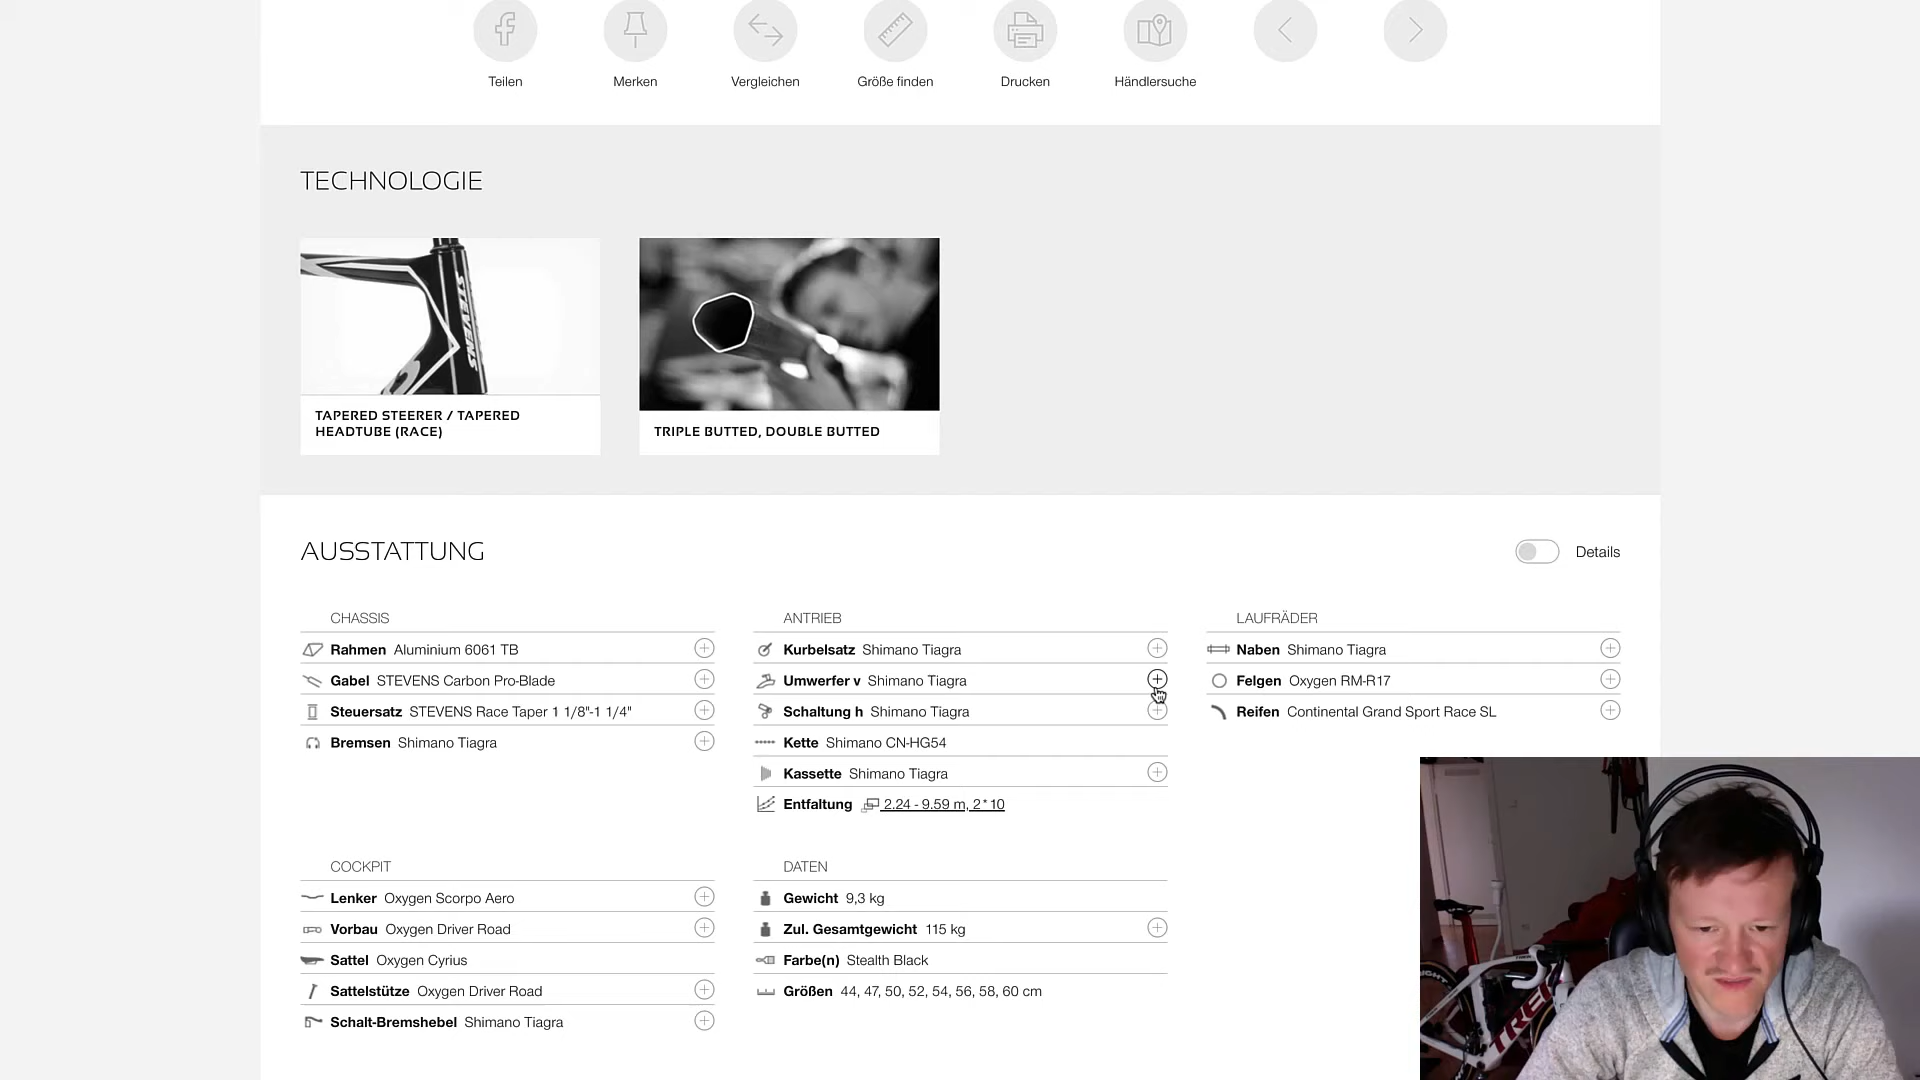 Teilen
Merken
Vergleichen
Größe finden
Drucken
Händlersuche
TECHNOLOGIE
STEVENS
TAPERED STEERER / TAPERED
HEADTUBE (RACE)
TRIPLE BUTTED, DOUBLE BUTTED
AUSSTATTUNG
Details
CHASSIS
Rahmen Aluminium 6061 TB
Gabel STEVENS Carbon Pro-Blade
Steuersatz STEVENS Race Taper 1 1/8"-1 1/4"
Bremsen Shimano Tiagra
ANTRIEB
Kurbelsatz Shimano Tiagra
Umwerfer v Shimano Tiagra
Schaltung h Shimano Tiagra
Kette Shimano CN-HG54
Kassette Shimano Tiagra
Entfaltung 2.24 - 9.59 m, 2*10
LAUFRÄDER
Naben Shimano Tiagra
Felgen Oxygen RM-R17
Reifen Continental Grand Sport Race SL
COCKPIT
Lenker Oxygen Scorpo Aero
Vorbau Oxygen Driver Road
Sattel Oxygen Cyrius
Sattelstütze Oxygen Driver Road
Schalt-Bremshebel Shimano Tiagra
DATEN
Gewicht 9,3 kg
Zul. Gesamtgewicht 115 kg
Farbe(n) Stealth Black
Größen 44, 47, 50, 52, 54, 56, 58, 60 cm
TREK